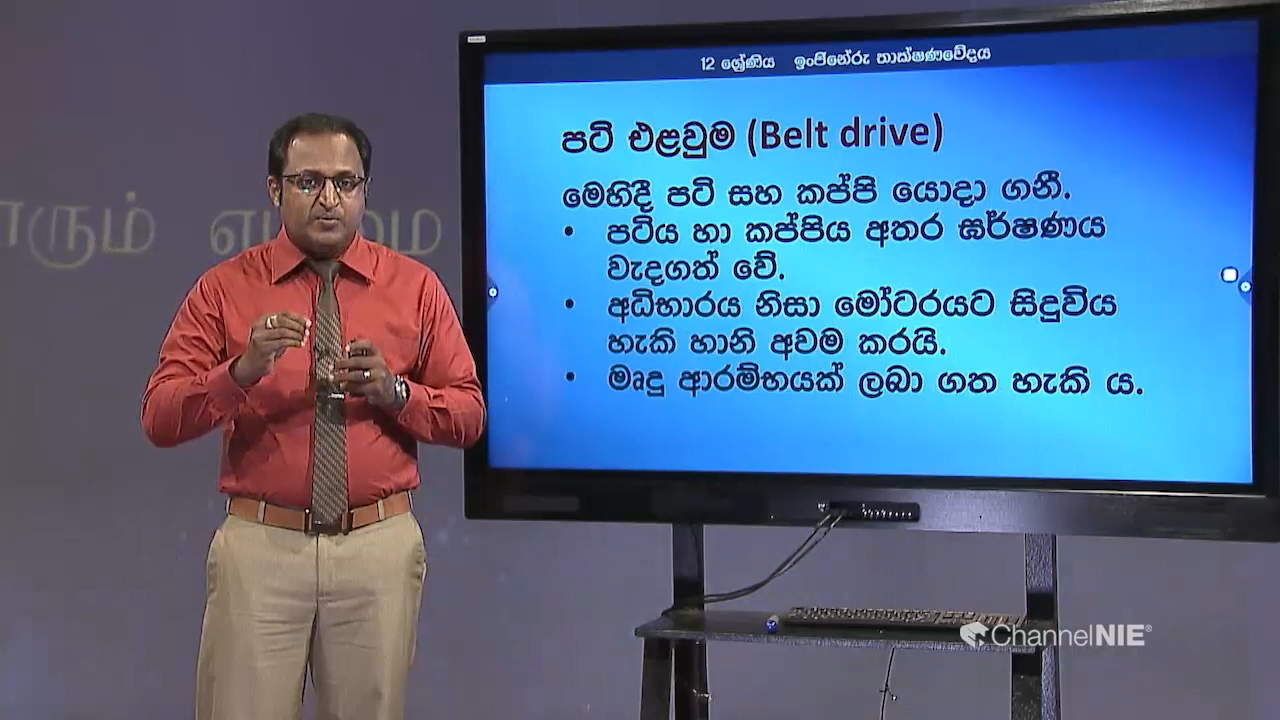 12 ශ්‍රේණිය ඉංජිනේරු තාක්ෂණවේදය
පටි එළවුම (Belt drive)
මෙහිදී පටි සහ කප්පි යොදා ගනී.
• පටිය හා කප්පිය අතර ඝර්ෂණය
වැදගත් වේ.
• අධිභාරය නිසා මෝටරයට සිදුවිය
හැකි හානි අවම කරයි.
• මෘදු ආරම්භයක් ලබා ගත හැකි ය.
ChannelNIE®